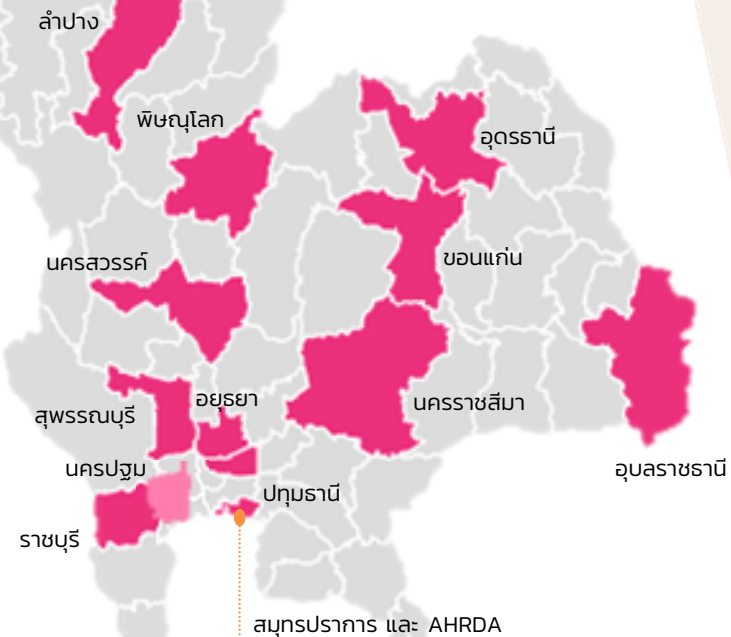 ลำปาง
พิษณุโลก
อุดรธานี
นครสวรรค์
ขอนแก่น
สุพรรณบุรี
อยุธยา
นครราชสีมา
นครปฐม
อุบลราชธานี
ปทุมธานี
ราชบุรี
สมุทรปราการ และ AHRDA